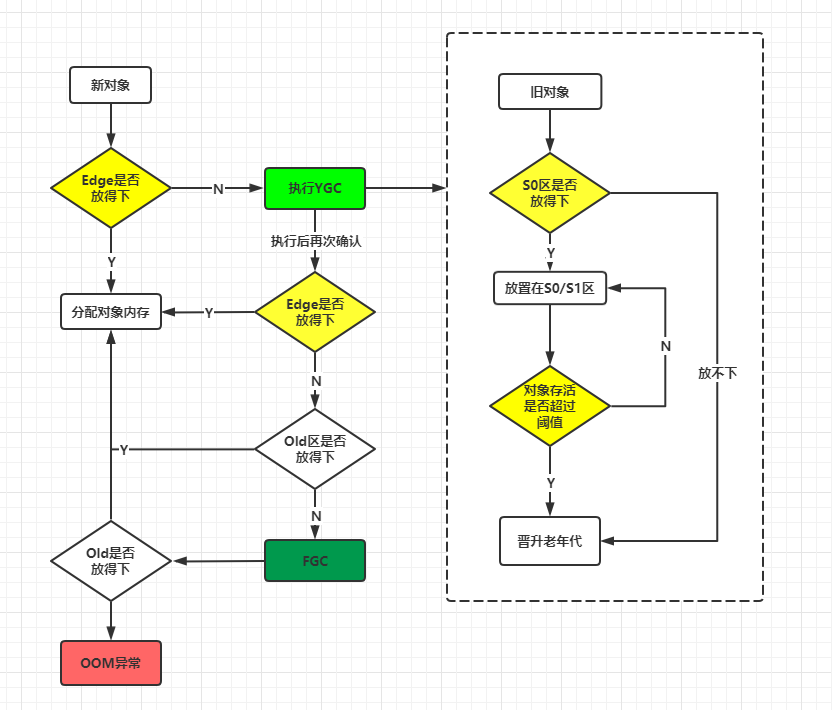 新对象
Edge是否
放得下
N
执行YGC
执行后再次确认
Y
分配对象内存
Y
Edge是否
放得下
N
Old区是否
放得下
Y
N
FGC
Old是否
放得下
OOM异常
旧对象
S0区是否
放得下
Y
放置在S0/S1区
N
放不下
对象存活
是否超过
阈值
Y
晋升老年代